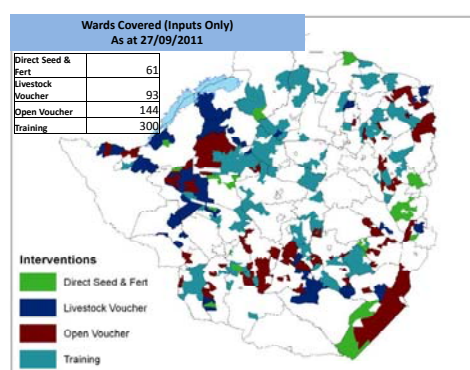 Wards Covered (Inputs Only)
As at 27/09/2011
Direct Seed &
Fert 61
Livestock
Voucher 93
Open Voucher 144
Training 300
Interventions
Direct Seed & Fert
Livestock Voucher
Open Voucher
Training